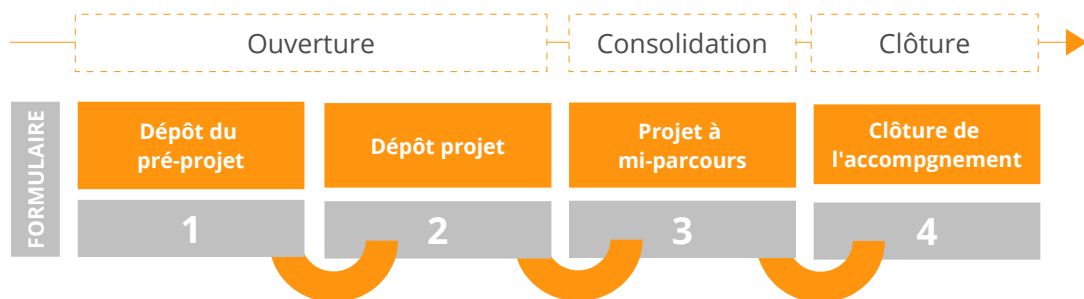 Ouverture
Consolidation
Clôture
FORMULAIRE
Dépôt du
pré-projet
Dépôt projet
Projet à
mi-parcours
Clôture de
l'accompgnement
1
2
3
4